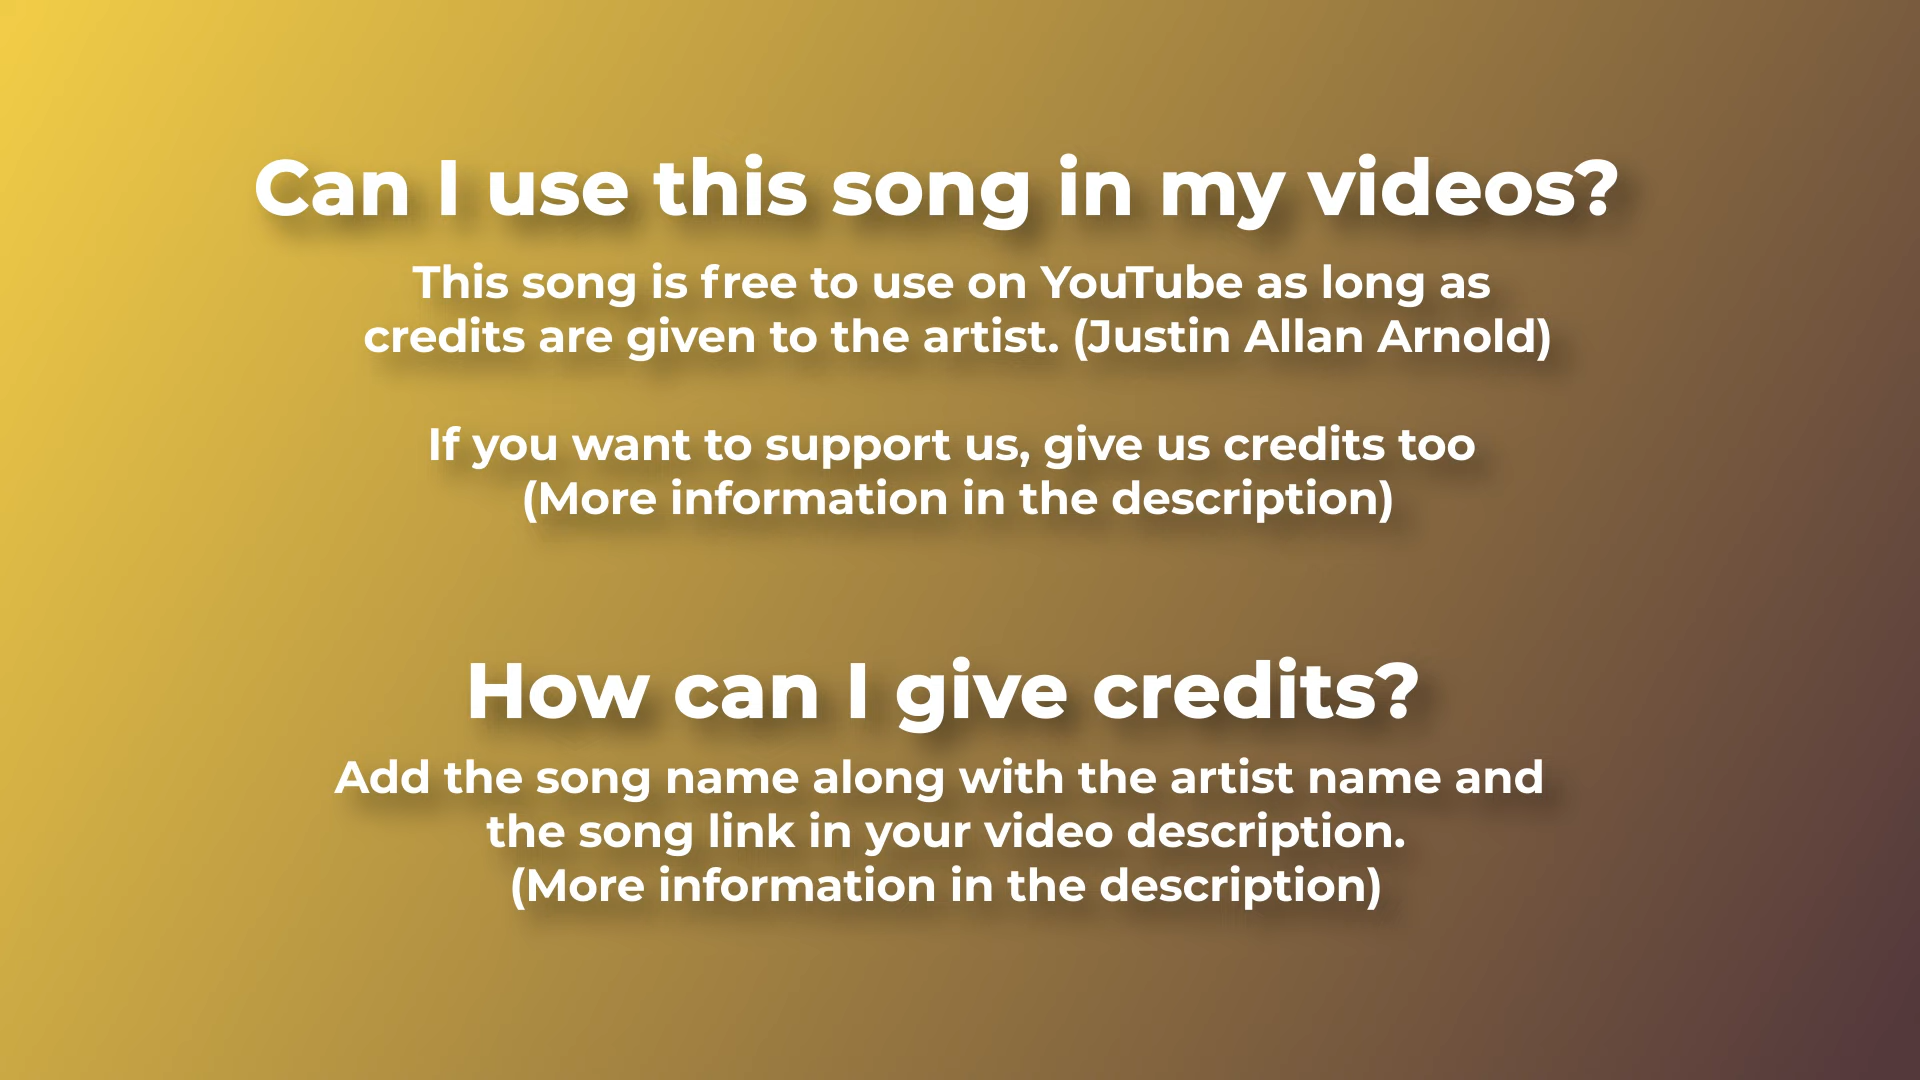 Can I use this song in my videos?
This song is free to use on YouTube as long as
credits are given to the artist. (Justin Allan Arnold)
If you want to support us, give us credits too
(More information in the description)
How can I give credits?
Add the song name along with the artist name and
the song link in your video description.
(More information in the description)